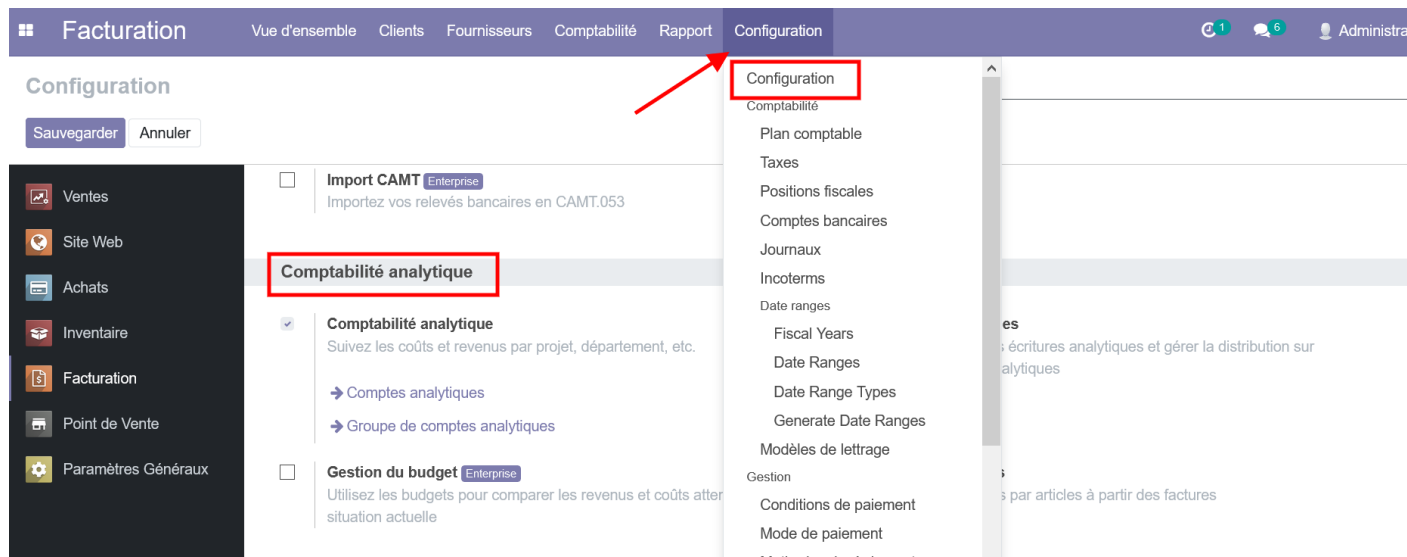 Facturation
Vue d'ensemble Clients Fournisseurs Comptabilité Rapport Configuration
1 6 Administra
Configuration
Sauvegarder Annuler
Ventes
Site Web
Achats
Inventaire
Facturation
Point de Vente
Paramètres Généraux
Import CAMT Enterprise
Importez vos relevés bancaires en CAMT.053
Comptabilité analytique
Comptabilité analytique
Suivez les coûts et revenus par projet, département, etc.
Comptes analytiques
Groupe de comptes analytiques
Gestion du budget Enterprise
Utilisez les budgets pour comparer les revenus et coûts atter
situation actuelle
Configuration
Comptabilité
Plan comptable
Taxes
Positions fiscales
Comptes bancaires
Journaux
Incoterms
Date ranges
Fiscal Years
Date Ranges
Date Range Types
Generate Date Ranges
Modèles de lettrage
Gestion
Conditions de paiement
Mode de paiement
es
écritures analytiques et gérer la distribution sur
alytiques
s
s par articles à partir des factures